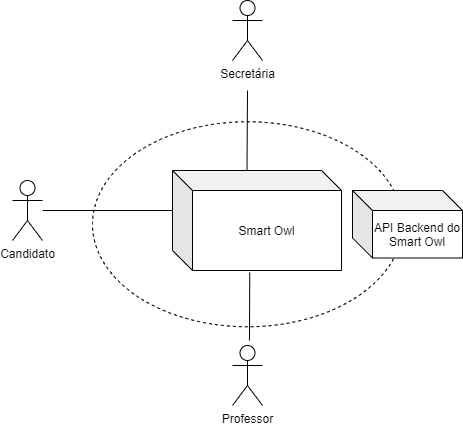 Secretária
Smart Owl
API Backend do
Smart Owl
Candidato
Professor